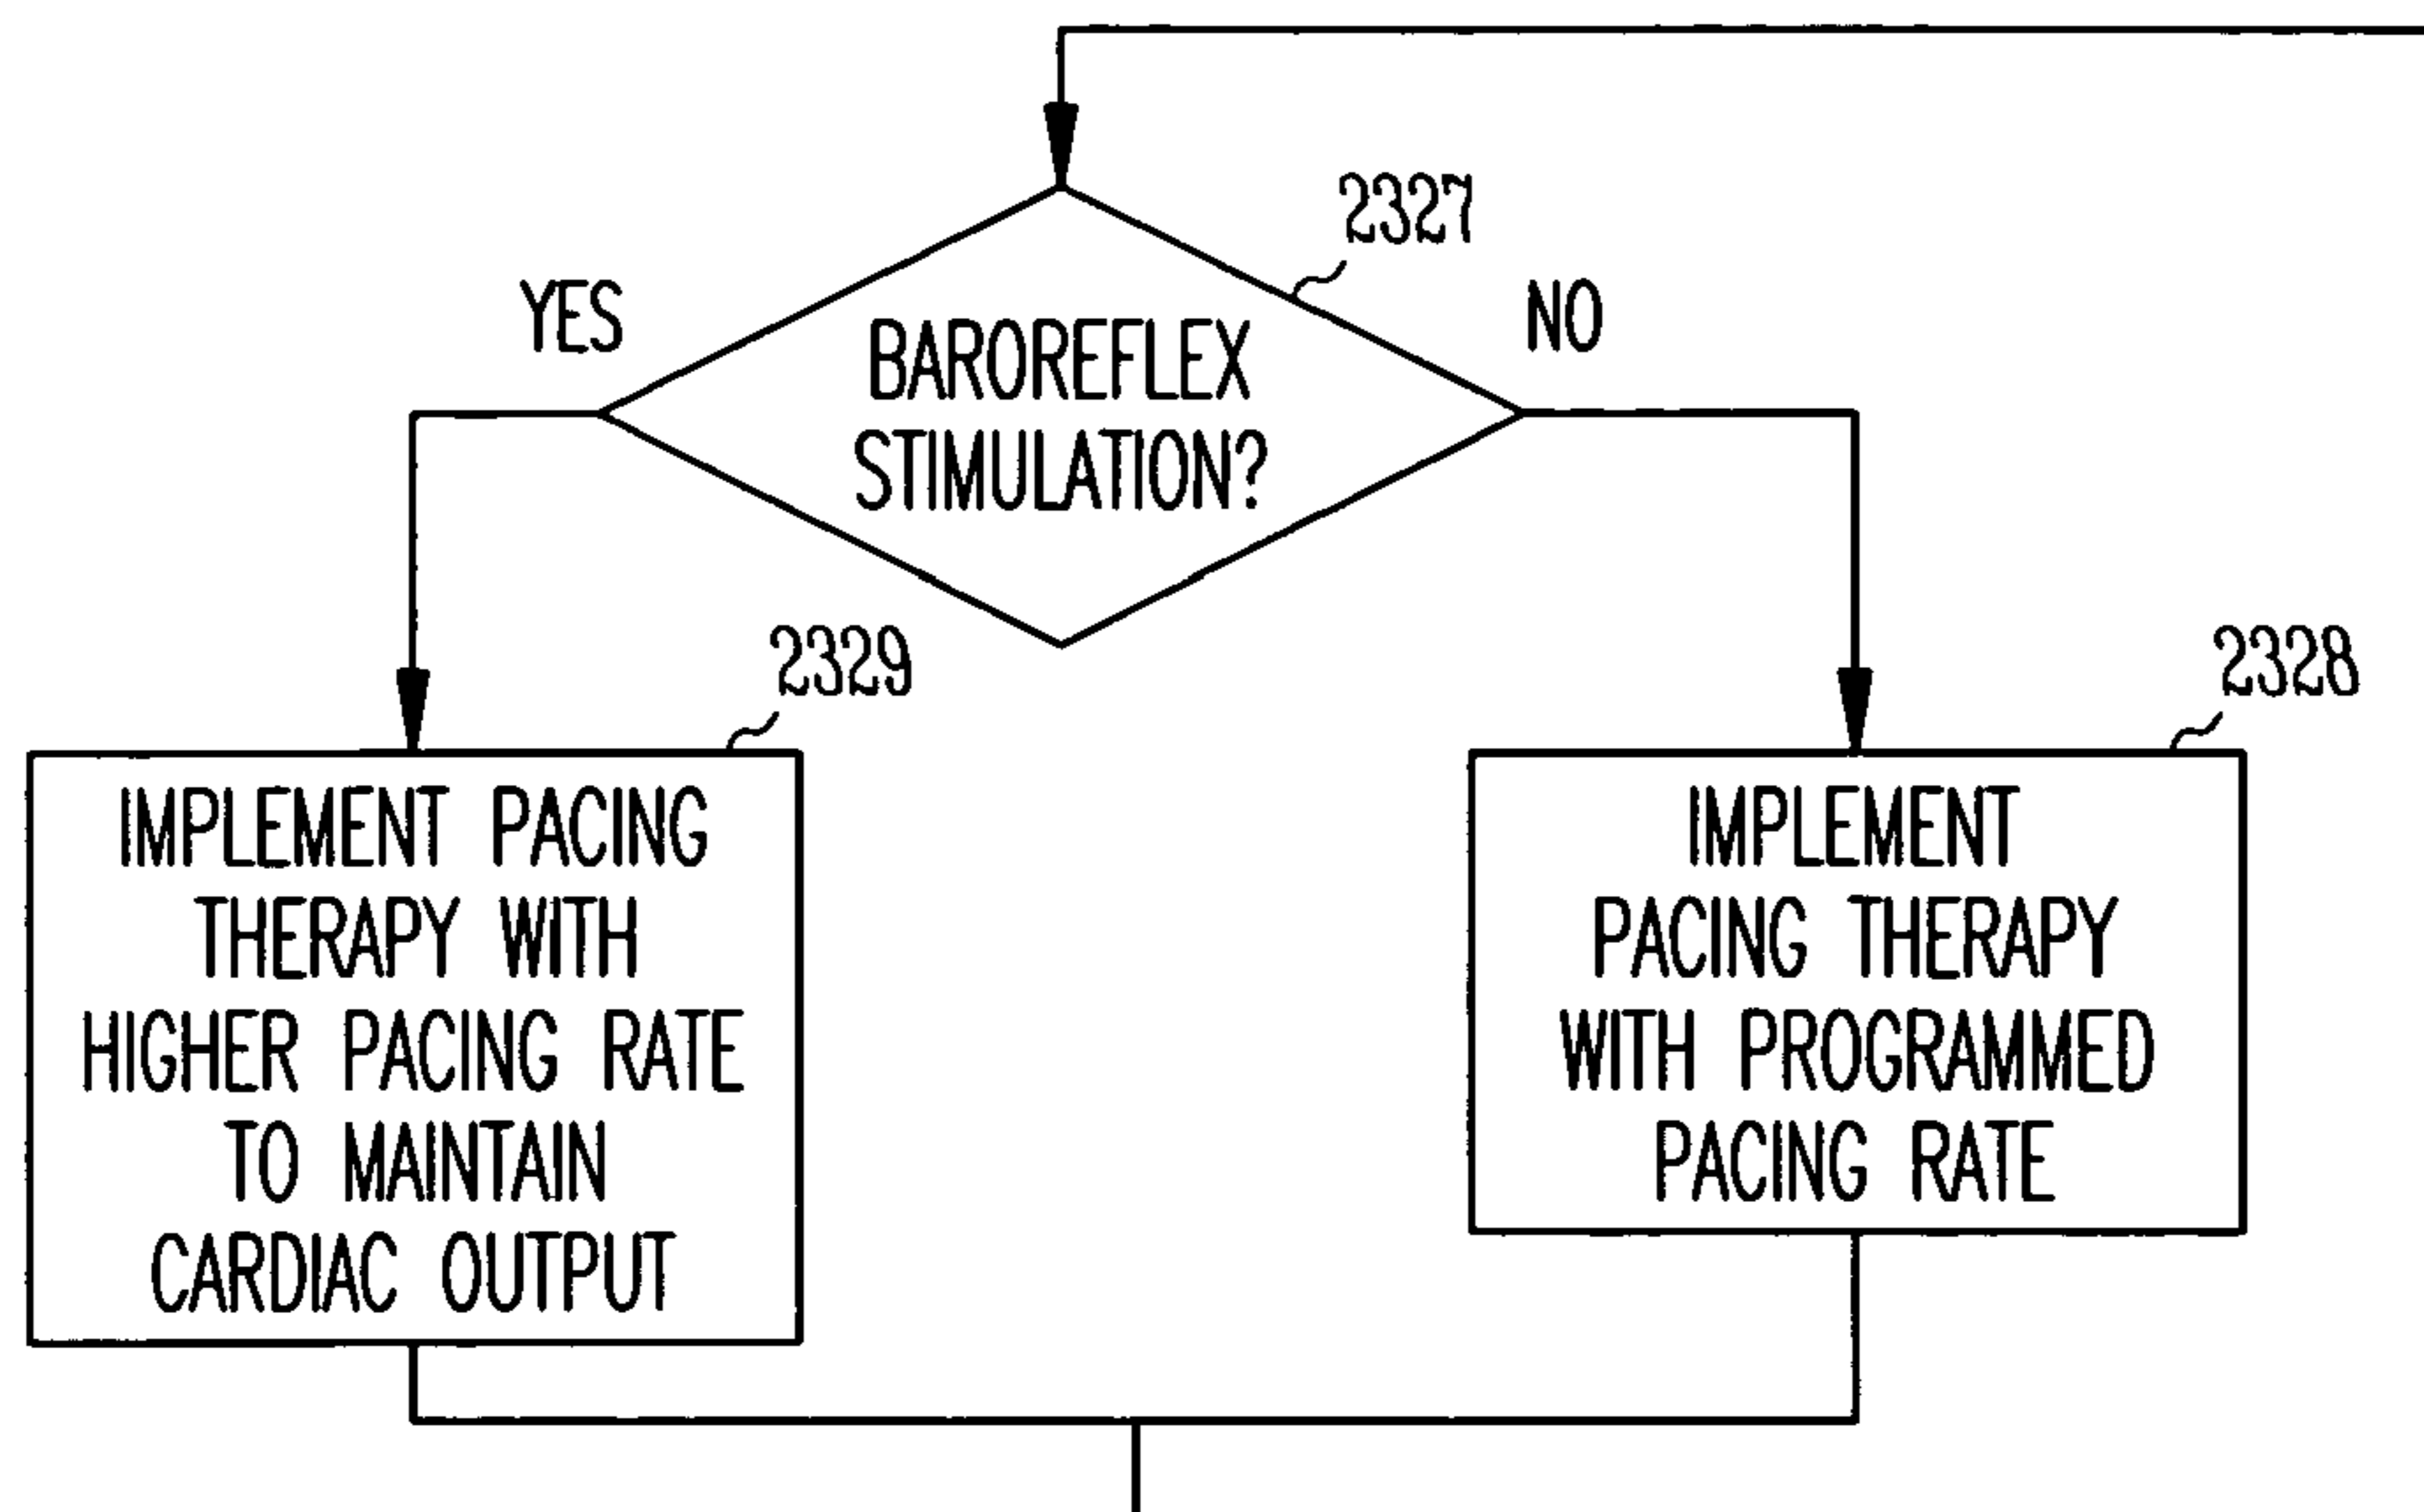 2327
YES
NO
BAROREFLEX
STIMULATION?
2329
2328
IMPLEMENT PACING
THERAPY WITH
HIGHER PACING RATE
TO MAINTAIN
CARDIAC OUTPUT
IMPLEMENT
PACING THERAPY
WITH PROGRAMMED
PACING RATE